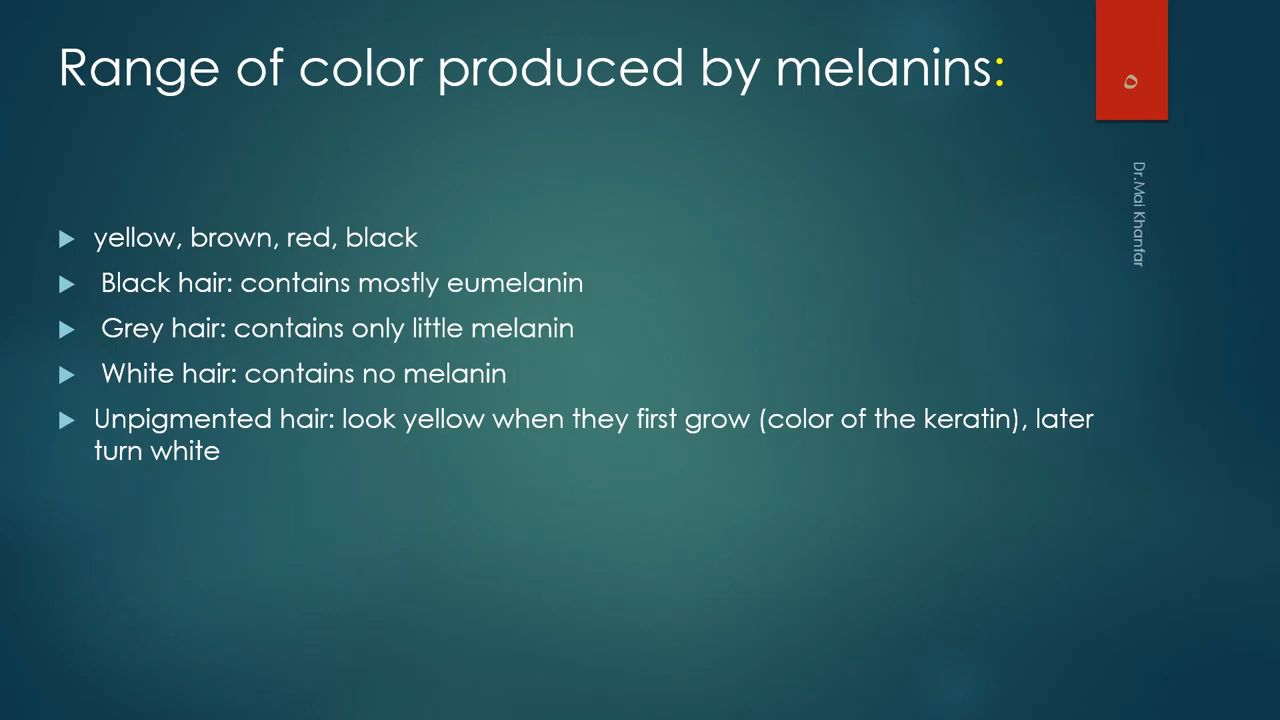 Range of color produced by melanins:
٥
Dr.Mai Khanfar
yellow, brown, red, black
Black hair: contains mostly eumelanin
Grey hair: contains only little melanin
White hair: contains no melanin
Unpigmented hair: look yellow when they first grow (color of the keratin), later
turn white